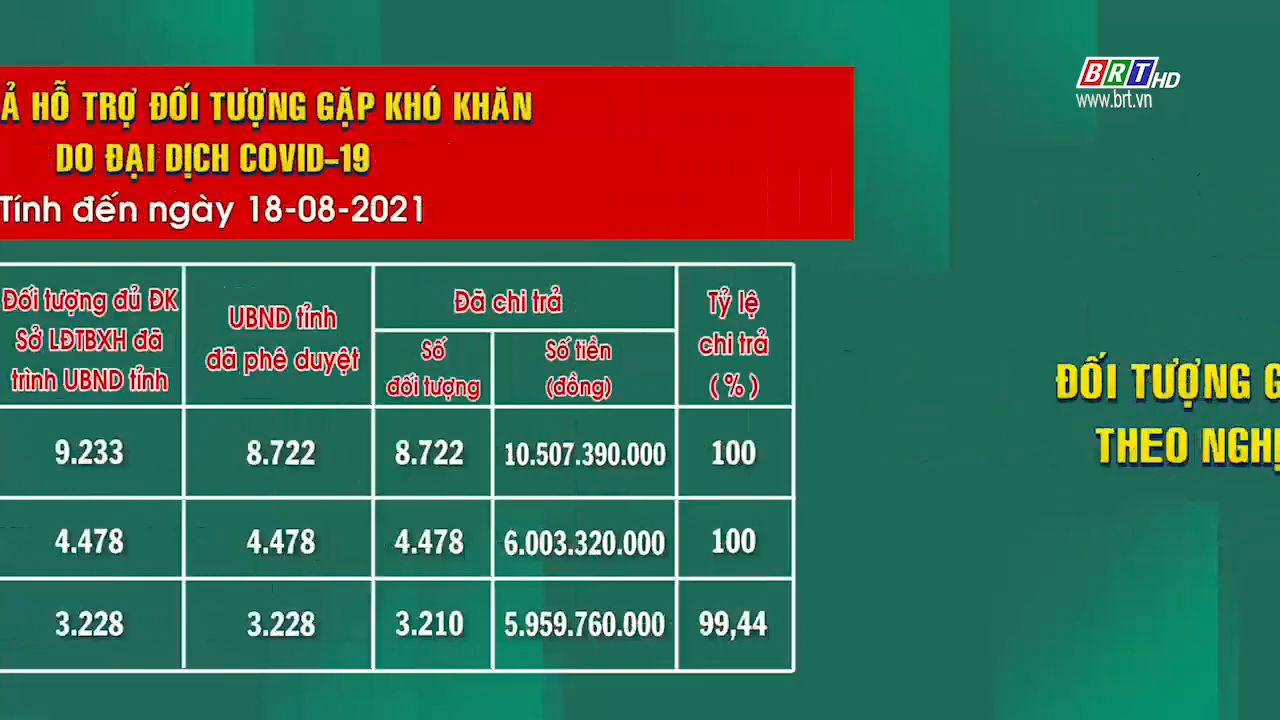 BRTHD
www.brt.vn
Ả HỖ TRỢ ĐỐI TƯỢNG GẶP KHÓ KHĂN
DO ĐẠI DỊCH COVID-19
Tính đến ngày 18-08-2021
Đối tượng đủ ĐK
Sở LĐTBXH đã
trình UBND tỉnh
UBND tỉnh
đã phê duyệt
Đã chi trả
Số
đối tượng
Số tiền
(đồng)
Tỷ lệ
chi trả
( % )
9.233 8.722 8.722 10.507.390.000 100
4.478 4.478 4.478 6.003.320.000 100
3.228 3.228 3.210 5.959.760.000 99,44
ĐỐI TƯỢNG G
THEO NGHỊ